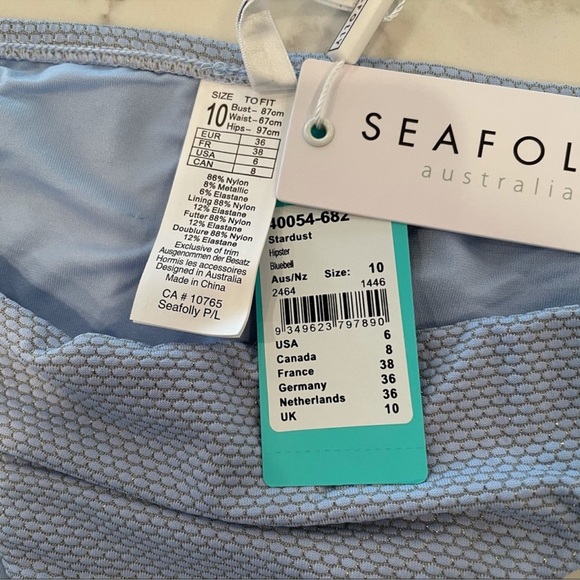 SIZE TO FIT
10 Bust- 87cm
Waist-67cm
Hips- 97cm
EUR 36
FR 38
USA 6
CAN 8
86% Nylon
8% Metallic
6% Elastane
Lining 88% Nylon
12% Elastane
Futter 88% Nylon
12% Elastane
Doublure 88% Nylon
12% Elastane
Exclusive of trim
Ausgenommen der Besatz
Hormis les accessoires
Designed in Australia
Made in China
CA # 10765
Seafolly P/L
SEAFOL
australia
40054-682
Stardust
Hipster
Bluebell
Aus/Nz Size: 10
2464 1446
9 349623 797890
USA 6
Canada 8
France 38
Germany 36
Netherlands 36
UK 10